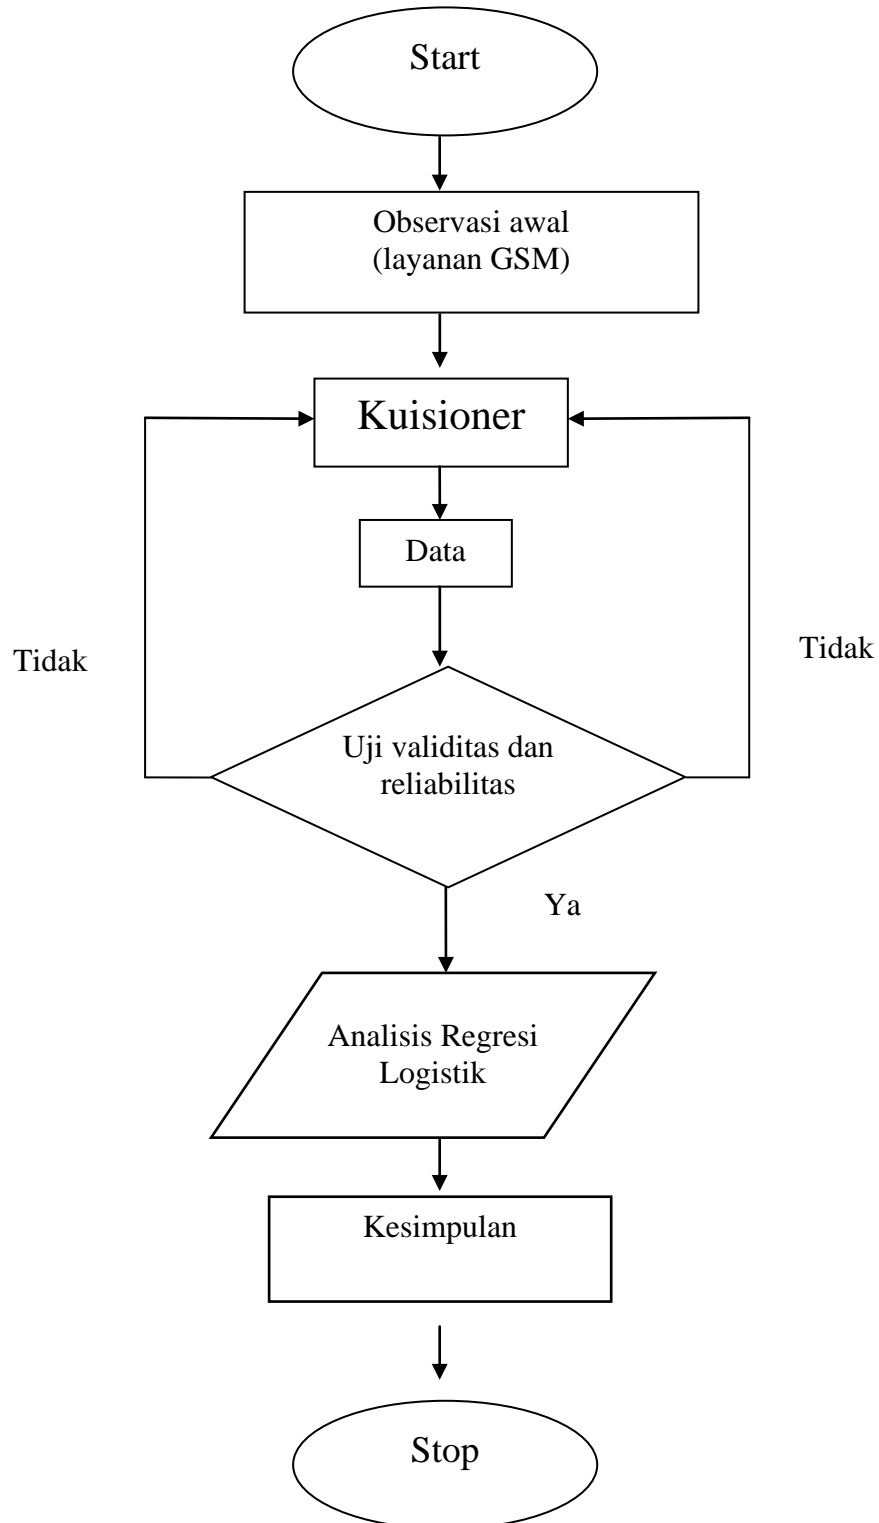 Start
Observasi awal
(layanan GSM)
Kuisioner
Data
Tidak
Tidak
Uji validitas dan
reliabilitas
Ya
Analisis Regresi
Logistik
Kesimpulan
Stop